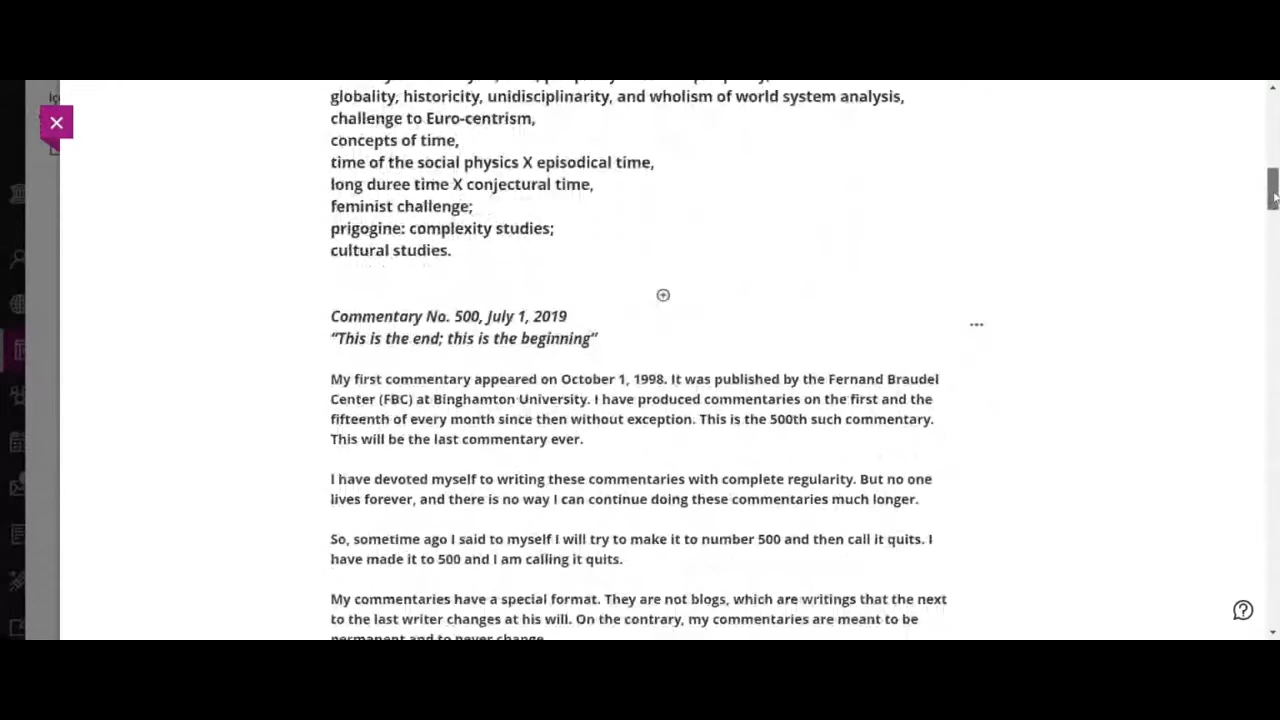 globality, historicity, unidisciplinarity, and wholism of world system analysis,
challenge to Euro-centrism,
concepts of time,
time of the social physics X episodical time,
long duree time X conjectural time,
feminist challenge;
prigogine: complexity studies;
cultural studies.
Commentary No. 500, July 1, 2019
“This is the end; this is the beginning”
My first commentary appeared on October 1, 1998. It was published by the Fernand Braudel
Center (FBC) at Binghamton University. I have produced commentaries on the first and the
fifteenth of every month since then without exception. This is the 500th such commentary.
This will be the last commentary ever.
I have devoted myself to writing these commentaries with complete regularity. But no one
lives forever, and there is no way I can continue doing these commentaries much longer.
So, sometime ago I said to myself I will try to make it to number 500 and then call it quits. I
have made it to 500 and I am calling it quits.
My commentaries have a special format. They are not blogs, which are writings that the next
to the last writer changes at his will. On the contrary, my commentaries are meant to be
permanent and to never change.